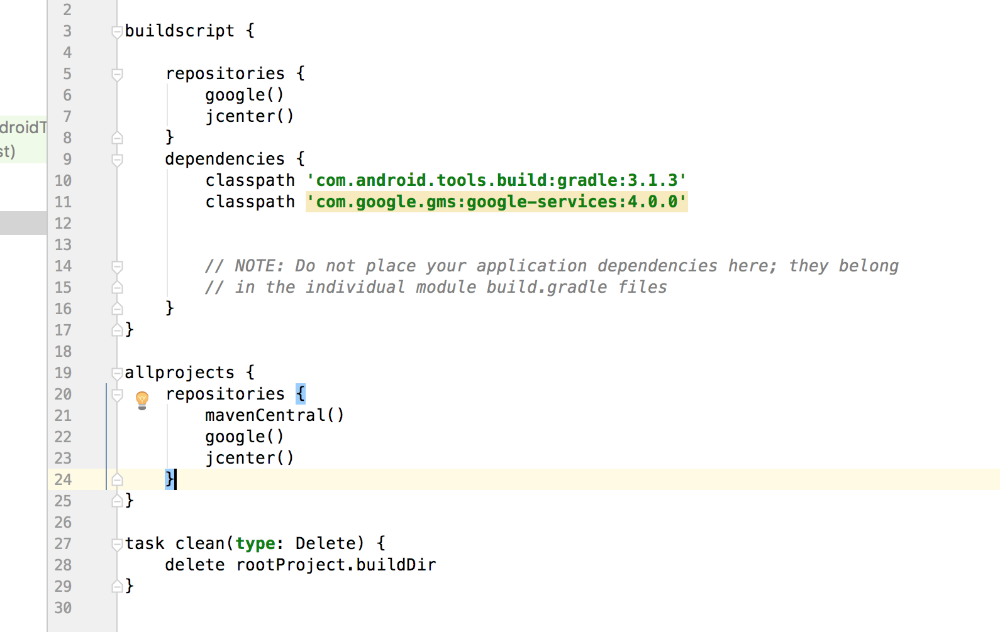 2
3 buildscript {
4
5 repositories {
6 google()
7 jcenter()
8 }
9 dependencies {
10 classpath 'com.android.tools.build:gradle:3.1.3'
11 classpath 'com.google.gms:google-services:4.0.0'
12
13
14 // NOTE: Do not place your application dependencies here; they belong
15 // in the individual module build.gradle files
16 }
17 }
18
19 allprojects {
20 repositories {
21 mavenCentral()
22 google()
23 jcenter()
24 }
25 }
26
27 task clean(type: Delete) {
28 delete rootProject.buildDir
29 }
30
droidT
st)